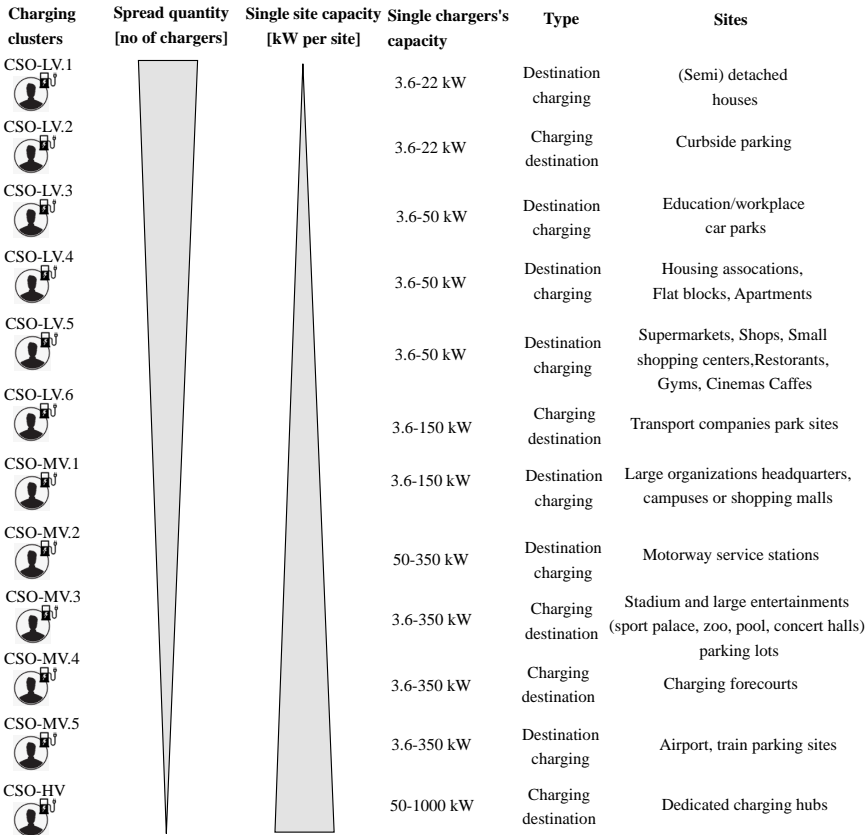 Charging clusters
Spread quantity [no of chargers]
Single site capacity [kW per site]
Single chargers's capacity
Type
Sites
CSO-LV.1
3.6-22 kW
Destination charging
(Semi) detached
houses
CSO-LV.2
3.6-22 kW
Charging destination
Curbside parking
CSO-LV.3
3.6-50 kW
Destination charging
Education/workplace
car parks
CSO-LV.4
3.6-50 kW
Destination charging
Housing assocations,
Flat blocks, Apartments
CSO-LV.5
3.6-50 kW
Destination charging
Supermarkets, Shops, Small
shopping centers,Restorants,
Gyms, Cinemas Caffes
CSO-LV.6
3.6-150 kW
Charging destination
Transport companies park sites
CSO-MV.1
3.6-150 kW
Destination charging
Large organizations headquarters,
campuses or shopping malls
CSO-MV.2
50-350 kW
Destination charging
Motorway service stations
CSO-MV.3
3.6-350 kW
Charging destination
Stadium and large entertainments
(sport palace, zoo, pool, concert halls)
parking lots
CSO-MV.4
3.6-350 kW
Charging destination
Charging forecourts
CSO-MV.5
3.6-350 kW
Destination charging
Airport, train parking sites
CSO-HV
50-1000 kW
Charging destination
Dedicated charging hubs